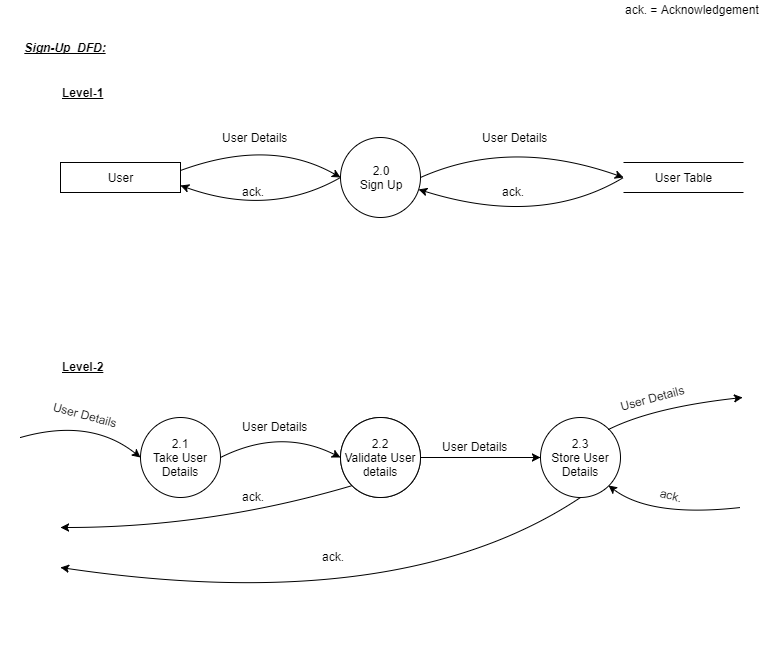 ack. = Acknowledgement
Sign-Up DFD:
Level-1
User Details
User Details
User
2.0
Sign Up
User Table
ack.
ack.
Level-2
User Details
User Details
User Details
2.1
Take User
Details
2.2
Validate User
details
User Details
2.3
Store User
Details
ack.
ack.
ack.